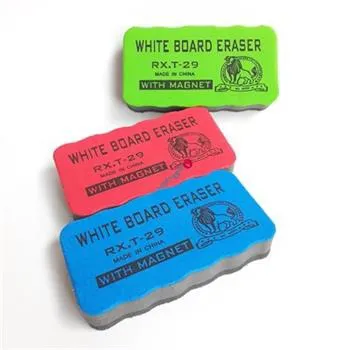 WHITE BOARD ERASER
RX.T-29
MADE IN CHINA
WITH MAGNET
WHITE BOARD ERASER
RX.T-29
MADE IN CHINA
WITH MAGNET
WHITE BOARD ERASER
RX.T-29
MADE IN CHINA
WITH MAGNET